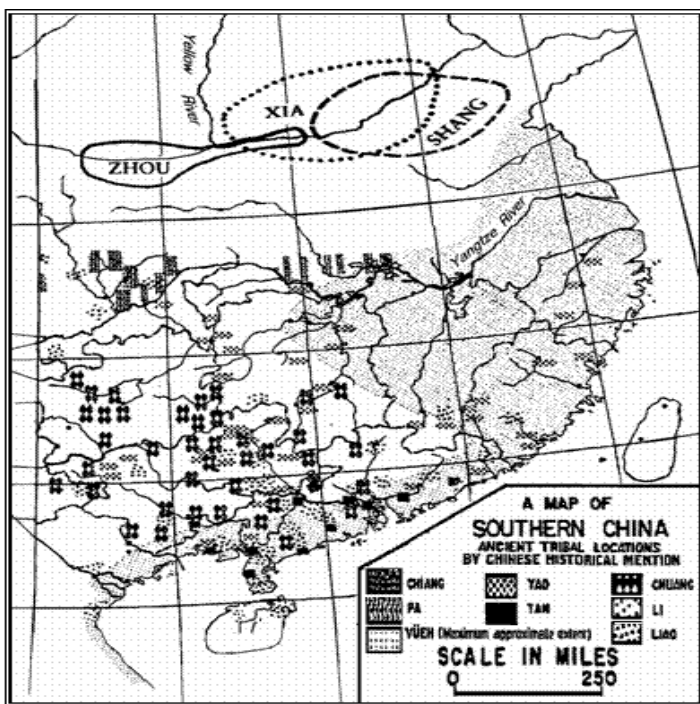 Yellow
River
XIA
SHANG
ZHOU
Yangtze River
A MAP OF
SOUTHERN CHINA
ANCIENT TRIBAL LOCATIONS
BY CHINESE HISTORICAL MENTION
CHIANG YAO CHUANG
PA TAN LI
YÜEH (Maximum approximate extent) LIAO
SCALE IN MILES
0 250